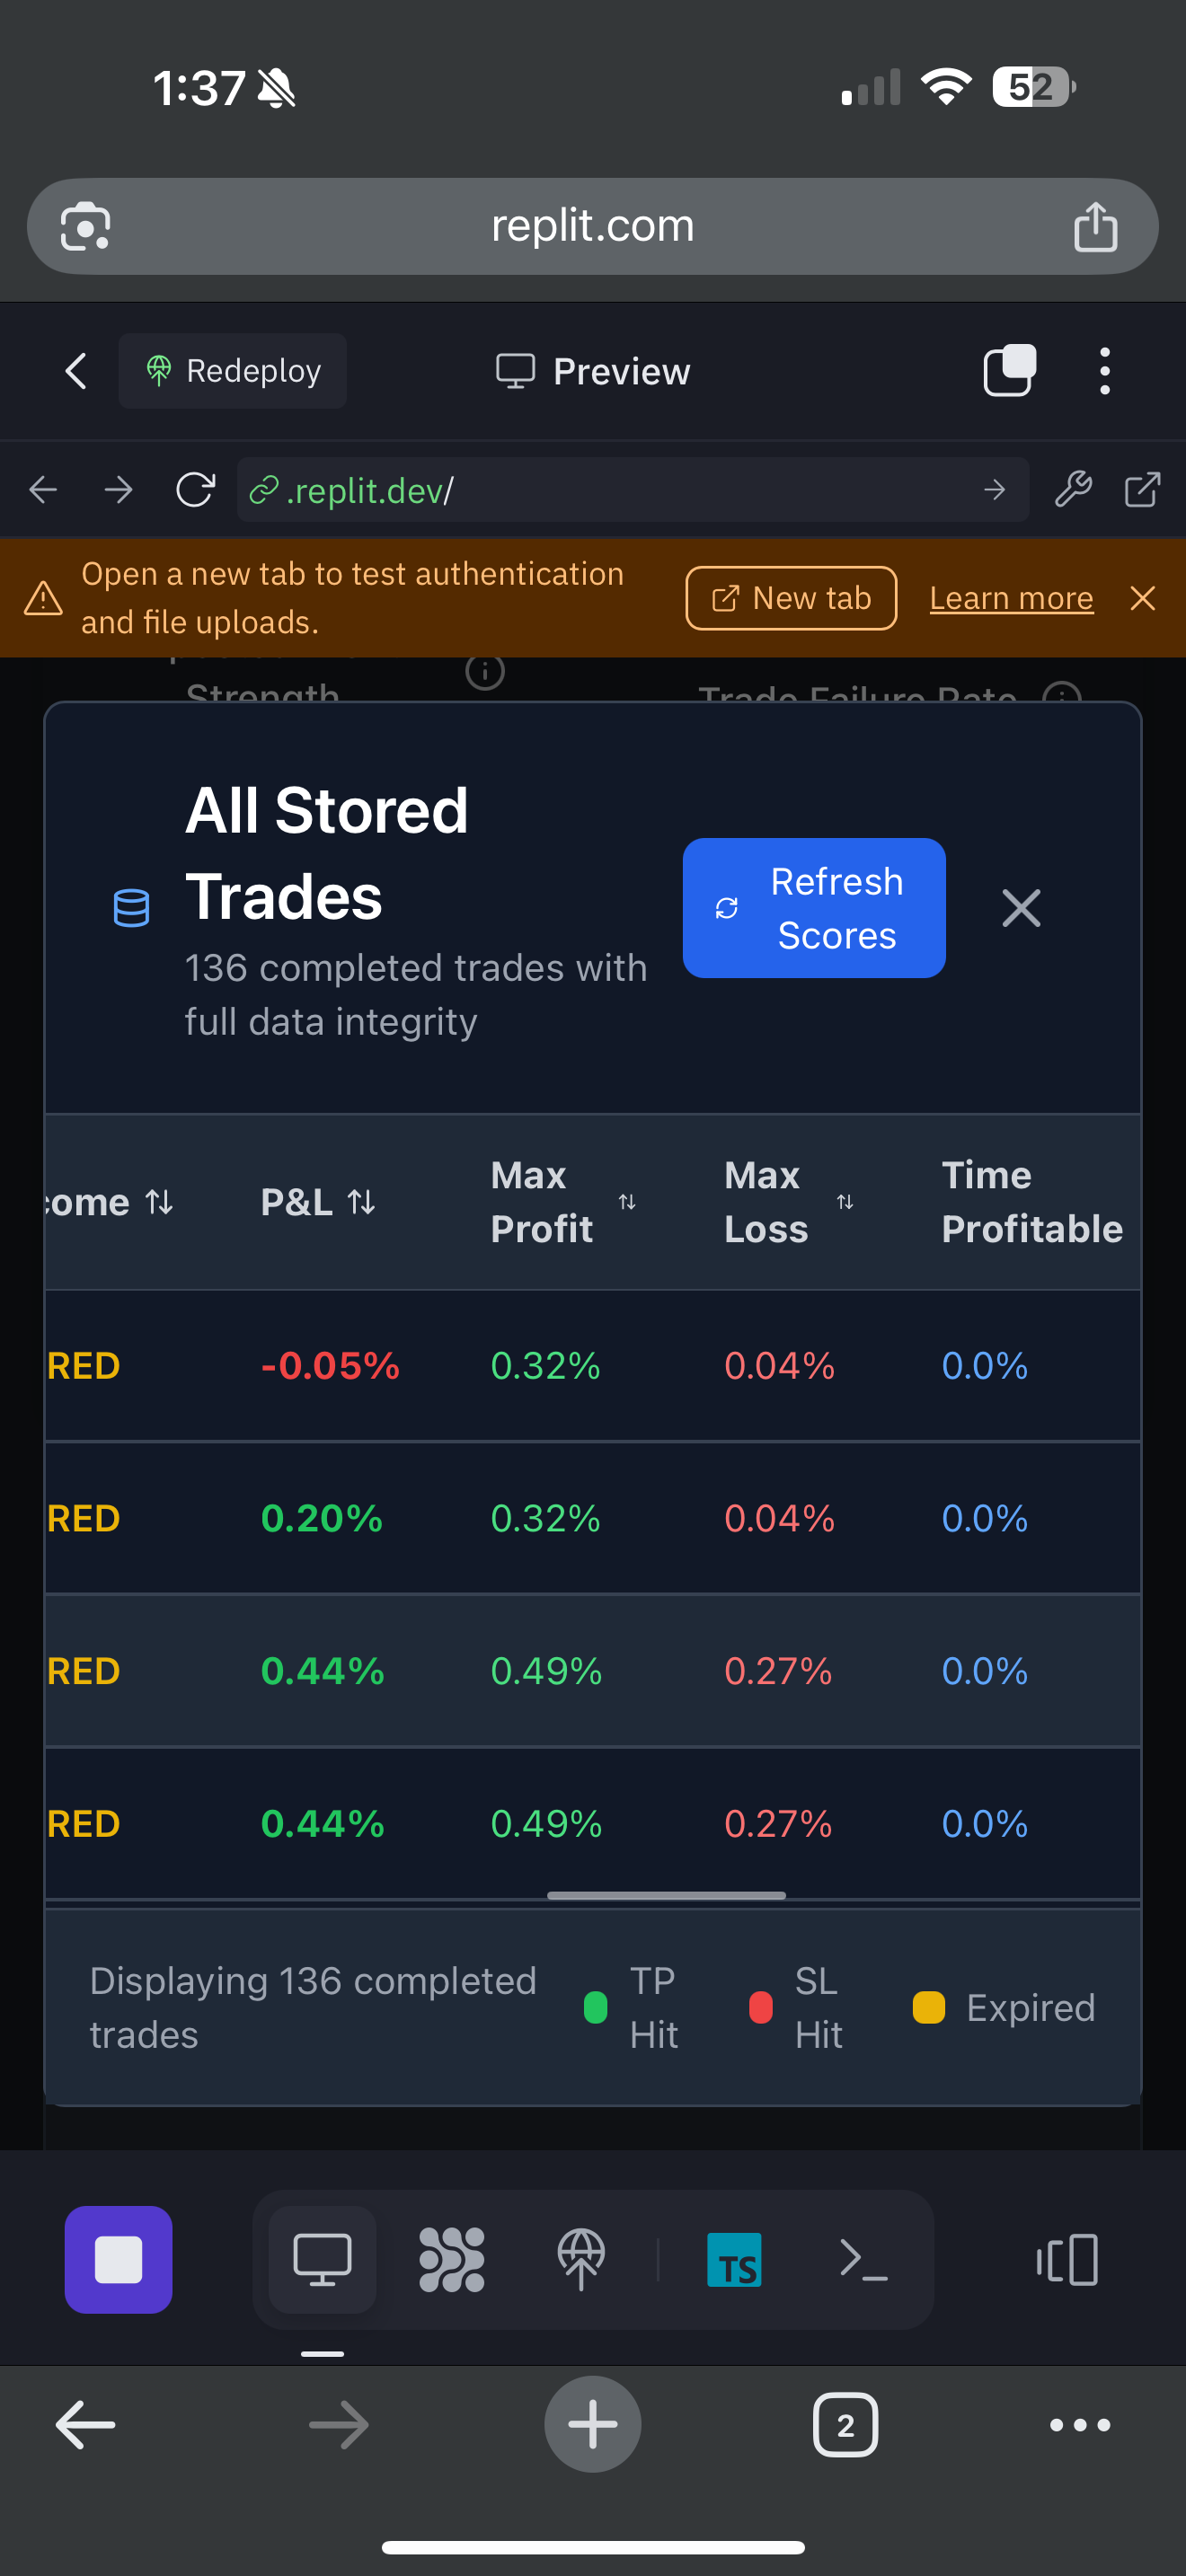 1:37
52
replit.com
Redeploy
Preview
.replit.dev/
Open a new tab to test authentication
and file uploads.
New tab
Learn more
Strength
Trade Failure Rate
All Stored
Trades
136 completed trades with
full data integrity
Refresh
Scores
come P&L Max Profit Max Loss Time Profitable
RED -0.05% 0.32% 0.04% 0.0%
RED 0.20% 0.32% 0.04% 0.0%
RED 0.44% 0.49% 0.27% 0.0%
RED 0.44% 0.49% 0.27% 0.0%
Displaying 136 completed
trades
TP
Hit
SL
Hit
Expired
TS
2